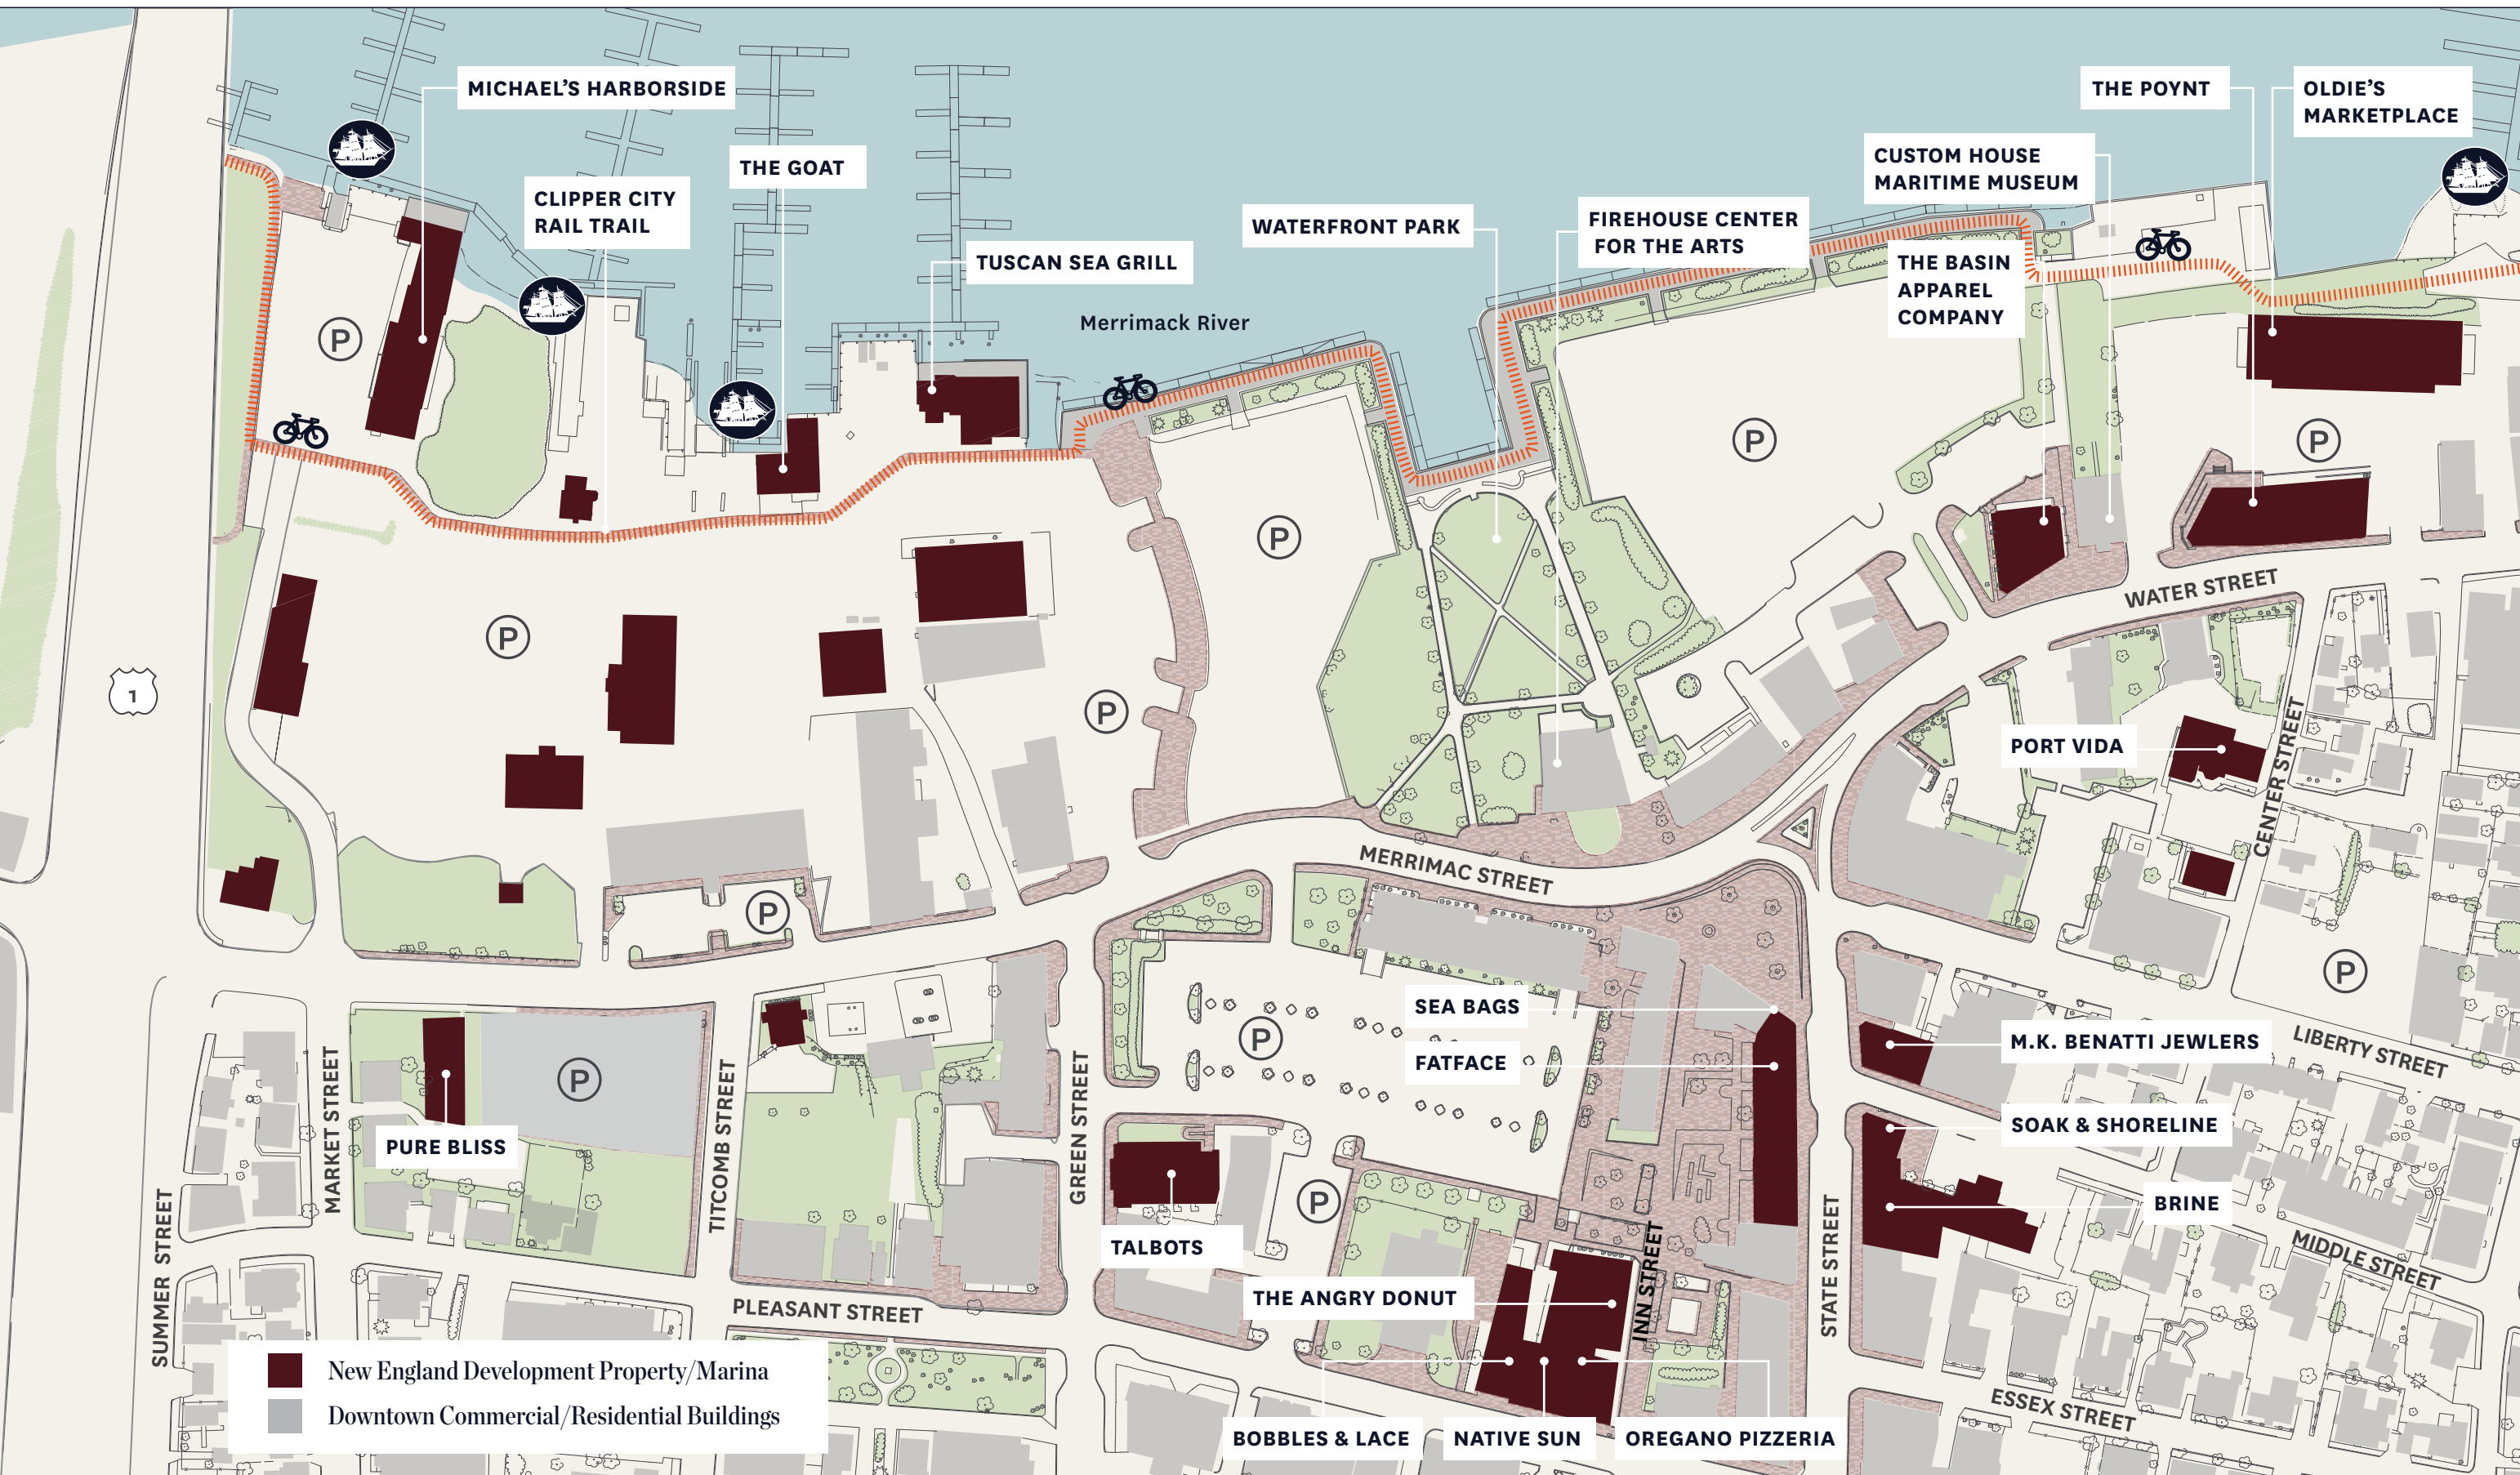 MICHAEL'S HARBORSIDE
THE POYNT
OLDIE'S
MARKETPLACE
CUSTOM HOUSE
MARITIME MUSEUM
THE GOAT
CLIPPER CITY
RAIL TRAIL
WATERFRONT PARK
FIREHOUSE CENTER
FOR THE ARTS
TUSCAN SEA GRILL
THE BASIN
APPAREL
COMPANY
Merrimack River
P
P
P
P
P
P
WATER STREET
1
P
PORT VIDA
CENTER STREET
MERRIMAC STREET
P
P
SEA BAGS
P
FATFACE
P
M.K. BENATTI JEWLERS
LIBERTY STREET
MARKET STREET
TITCOMB STREET
GREEN STREET
PURE BLISS
SOAK & SHORELINE
P
BRINE
SUMMER STREET
TALBOTS
INN STREET
STATE STREET
MIDDLE STREET
THE ANGRY DONUT
PLEASANT STREET
New England Development Property/Marina
Downtown Commercial/Residential Buildings
ESSEX STREET
BOBBLES & LACE
NATIVE SUN
OREGANO PIZZERIA